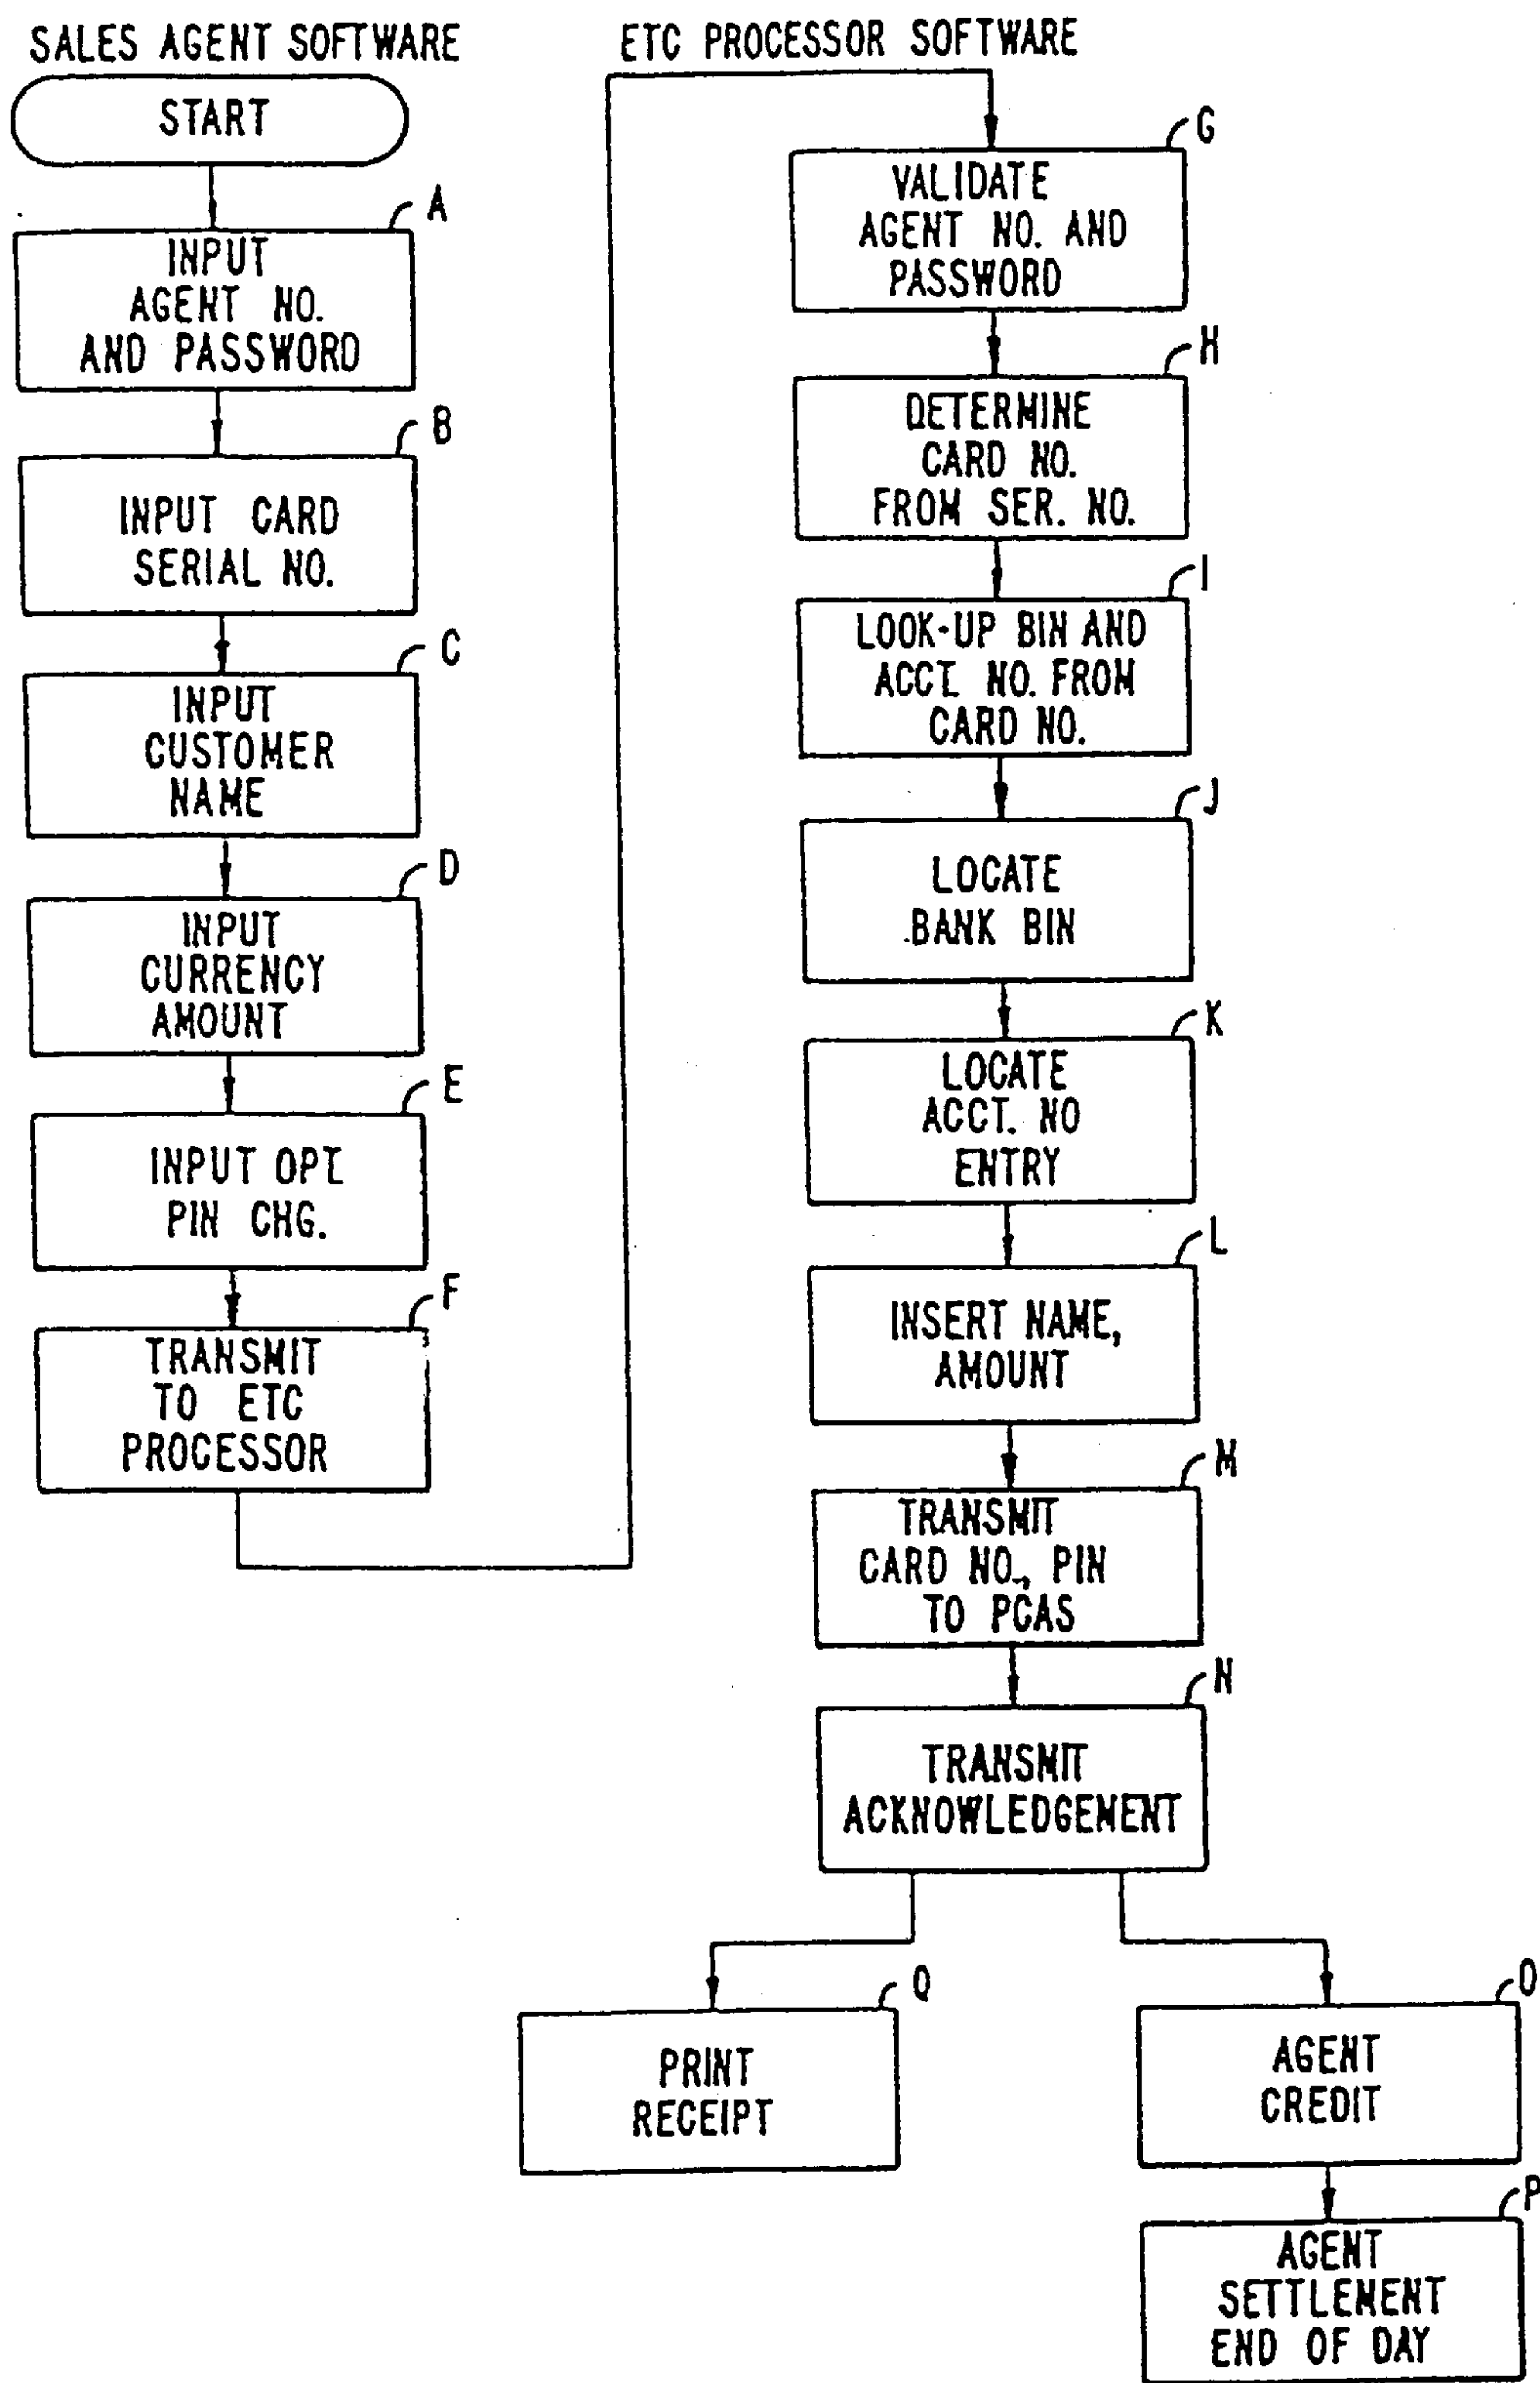 SALES AGENT SOFTWARE
START
A
INPUT
AGENT NO.
AND PASSWORD
B
INPUT CARD
SERIAL NO.
C
INPUT
CUSTOMER
NAME
D
INPUT
CURRENCY
AMOUNT
E
INPUT OPT.
PIN CHG.
F
TRANSMIT
TO ETC
PROCESSOR
ETC PROCESSOR SOFTWARE
G
VALIDATE
AGENT NO. AND
PASSWORD
H
DETERMINE
CARD NO.
FROM SER. NO.
I
LOOK-UP BIN AND
ACCT. NO. FROM
CARD NO.
J
LOCATE
BANK BIN
K
LOCATE
ACCT. NO
ENTRY
L
INSERT NAME,
AMOUNT
M
TRANSMIT
CARD NO., PIN
TO PCAS
N
TRANSMIT
ACKNOWLEDGEMENT
Q
PRINT
RECEIPT
O
AGENT
CREDIT
P
AGENT
SETTLEMENT
END OF DAY